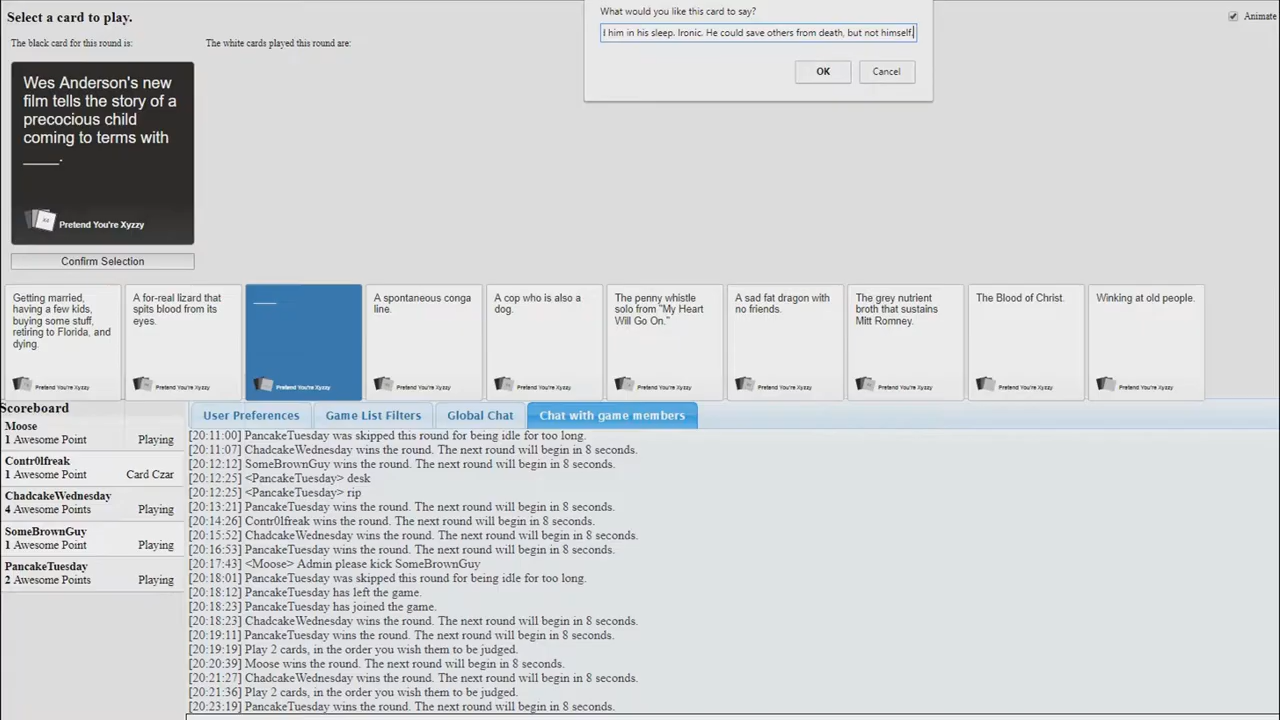 Select a card to play.
What would you like this card to say?
Animate
I him in his sleep. Ironic. He could save others from death, but not himself.
OK
Cancel
The black card for this round is:
The white cards played this round are:
Wes Anderson's new
film tells the story of a
precocious child
coming to terms with
____.
Pretend You're Xyzzy
Confirm Selection
Getting married,
having a few kids,
buying some stuff,
retiring to Florida, and
dying.
Pretend You're Xyzzy
A for-real lizard that
spits blood from its
eyes.
Pretend You're Xyzzy
____
Pretend You're Xyzzy
A spontaneous conga
line.
Pretend You're Xyzzy
A cop who is also a
dog.
Pretend You're Xyzzy
The penny whistle
solo from "My Heart
Will Go On."
Pretend You're Xyzzy
A sad fat dragon with
no friends.
Pretend You're Xyzzy
The grey nutrient
broth that sustains
Mitt Romney.
Pretend You're Xyzzy
The Blood of Christ.
Pretend You're Xyzzy
Winking at old people.
Pretend You're Xyzzy
Scoreboard
Moose
1 Awesome Point Playing
Contr0lfreak
1 Awesome Point Card Czar
ChadcakeWednesday
4 Awesome Points Playing
SomeBrownGuy
1 Awesome Point Playing
PancakeTuesday
2 Awesome Points Playing
User Preferences
Game List Filters
Global Chat
Chat with game members
[20:11:00] PancakeTuesday was skipped this round for being idle for too long.
[20:11:07] ChadcakeWednesday wins the round. The next round will begin in 8 seconds.
[20:12:12] SomeBrownGuy wins the round. The next round will begin in 8 seconds.
[20:12:25] <PancakeTuesday> desk
[20:12:25] <PancakeTuesday> rip
[20:13:21] PancakeTuesday wins the round. The next round will begin in 8 seconds.
[20:14:26] Contr0lfreak wins the round. The next round will begin in 8 seconds.
[20:15:52] ChadcakeWednesday wins the round. The next round will begin in 8 seconds.
[20:16:53] PancakeTuesday wins the round. The next round will begin in 8 seconds.
[20:17:43] <Moose> Admin please kick SomeBrownGuy
[20:18:01] PancakeTuesday was skipped this round for being idle for too long.
[20:18:12] PancakeTuesday has left the game.
[20:18:23] PancakeTuesday has joined the game.
[20:18:23] ChadcakeWednesday wins the round. The next round will begin in 8 seconds.
[20:19:11] PancakeTuesday wins the round. The next round will begin in 8 seconds.
[20:19:19] Play 2 cards, in the order you wish them to be judged.
[20:20:39] Moose wins the round. The next round will begin in 8 seconds.
[20:21:27] ChadcakeWednesday wins the round. The next round will begin in 8 seconds.
[20:21:36] Play 2 cards, in the order you wish them to be judged.
[20:23:19] PancakeTuesday wins the round. The next round will begin in 8 seconds.